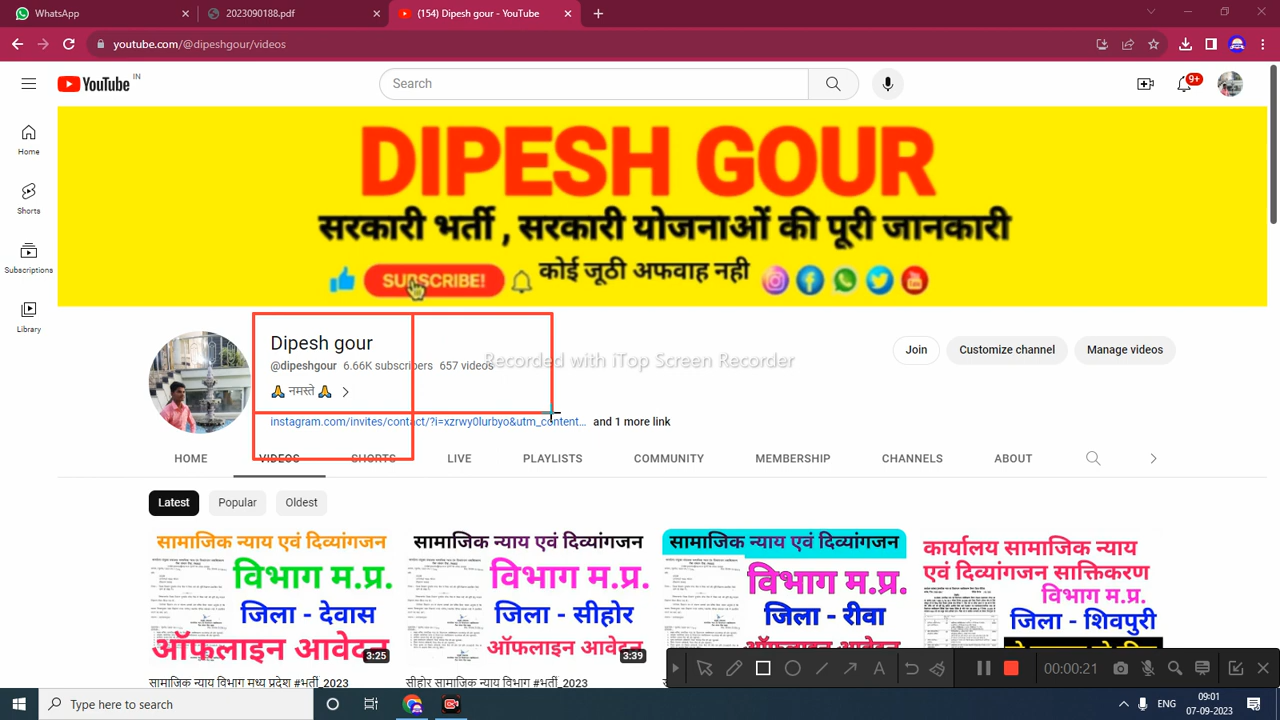 WhatsApp
2023090188.pdf
(154) Dipesh gour - YouTube
youtube.com/@dipeshgour/videos
YouTube IN
Search
9+
Home
Shorts
Subscriptions
Library
DIPESH GOUR
सरकारी भर्ती , सरकारी योजनाओं की पूरी जानकारी
SUBSCRIBE!
कोई जूठी अफवाह नही
Dipesh gour
@dipeshgour 6.66K subscribers 657 videos
🙏 नमस्ते 🙏
instagram.com/invites/contact/?i=xzrwy0lurbyo&utm_content… and 1 more link
Join
Customize channel
Manage videos
Recorded with iTop Screen Recorder
HOME
VIDEOS
SHORTS
LIVE
PLAYLISTS
COMMUNITY
MEMBERSHIP
CHANNELS
ABOUT
Latest
Popular
Oldest
सामाजिक न्याय एवं दिव्यांगजन
विभाग म.प्र.
जिला - देवास
ऑफलाइन आवेदन
3:25
सामाजिक न्याय एवं दिव्यांगजन
विभाग म.प्र.
जिला - सीहोर
ऑफलाइन आवेदन
3:39
सामाजिक न्याय एवं दिव्यांगजन
विभाग म.प्र.
जिला - रीवा
कार्यालय सामाजिक न्याय
एवं दिव्यांगजन साक्तिकरण
विभाग म.प्र.
जिला - शिवपुरी
सामाजिक न्याय विभाग मध्य प्रदेश #भर्ती_2023
सीहोर सामाजिक न्याय विभाग #भर्ती_2023
00:00:21
Type here to search
ENG
09:01
07-09-2023